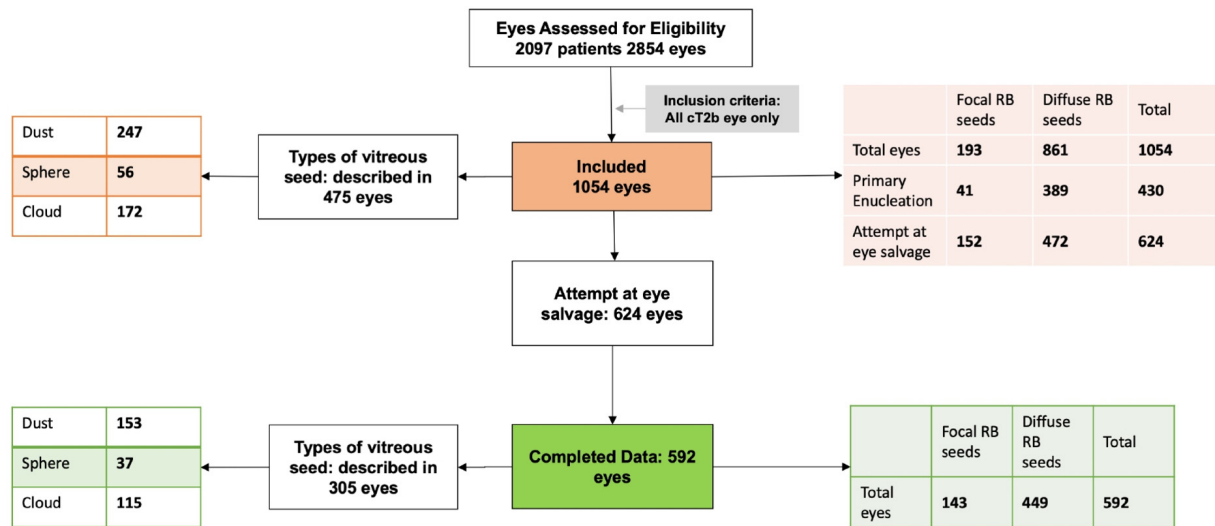 Eyes Assessed for Eligibility
2097 patients 2854 eyes
Inclusion criteria:
All cT2b eye only
Dust 247
Sphere 56
Cloud 172
Types of vitreous
seed: described in
475 eyes
Included
1054 eyes
Focal RB
seeds
Diffuse RB
seeds
Total
Total eyes 193 861 1054
Primary
Enucleation
41 389 430
Attempt at
eye salvage
152 472 624
Attempt at eye
salvage: 624 eyes
Dust 153
Sphere 37
Cloud 115
Types of vitreous
seed: described in
305 eyes
Completed Data: 592
eyes
Focal RB
seeds
Diffuse
RB
seeds
Total
Total
eyes
143 449 592